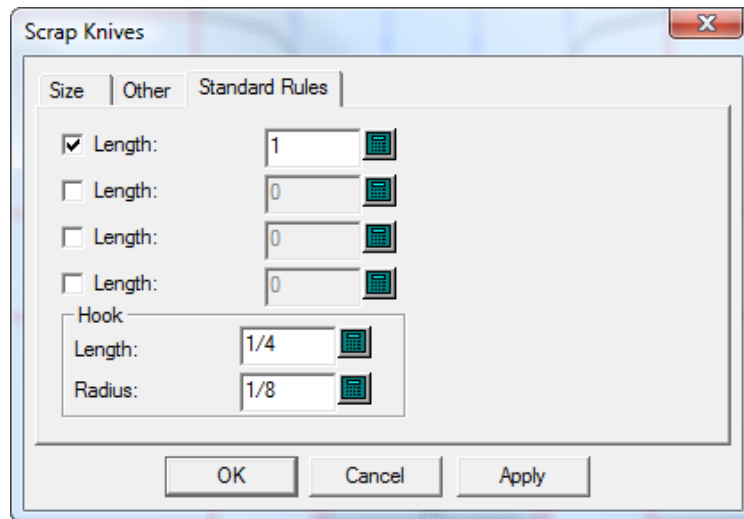 Scrap Knives
Size Other Standard Rules
Length: 1
Length: 0
Length: 0
Length: 0
Hook
Length: 1/4
Radius: 1/8
OK Cancel Apply